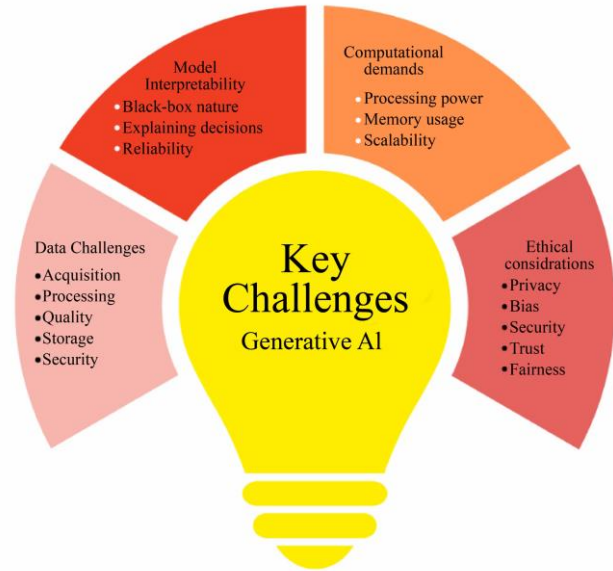 Model
Interpretability
• Black-box nature
• Explaining decisions
• Reliability
Computational
demands
• Processing power
• Memory usage
• Scalability
Data Challenges
• Acquisition
• Processing
• Quality
• Storage
• Security
Key
Challenges
Generative Al
Ethical
considrations
• Privacy
• Bias
• Security
• Trust
• Fairness